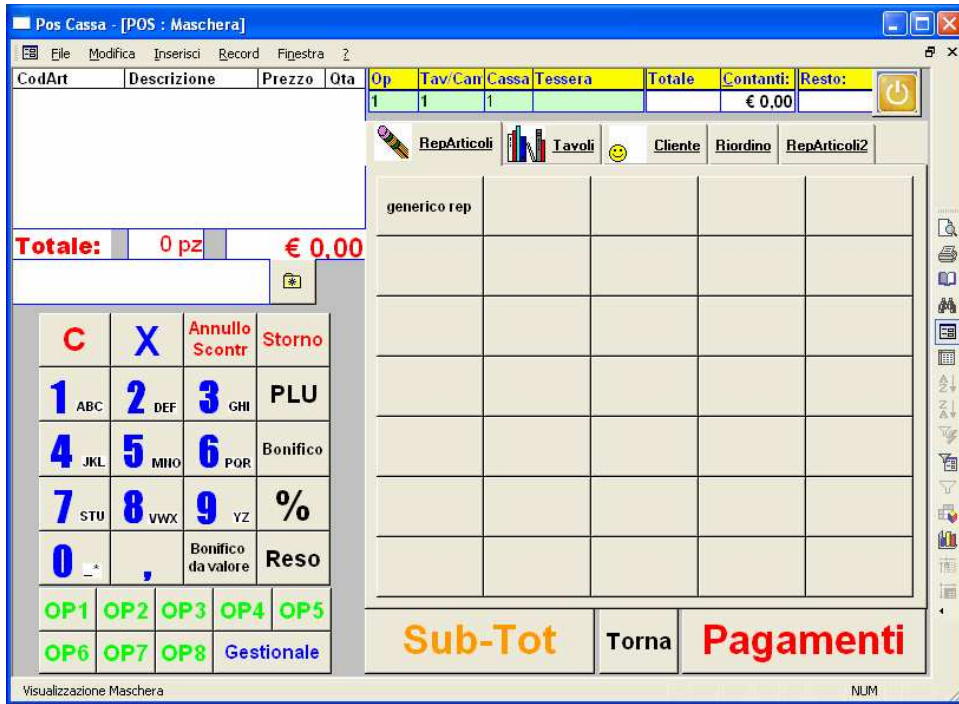 Pos Cassa - [POS : Maschera]
File Modifica Inserisci Record Finestra ?
CodArt Descrizione Prezzo Qta
Op Tav/Can Cassa Tessera Totale Contanti: Resto:
1 1 1 € 0,00
RepArticoli Tavoli Cliente Riordino RepArticoli2
generico rep
Totale: 0 pz € 0,00
C X Annullo Scontr Storno
1 ABC 2 DEF 3 GHI PLU
4 JKL 5 MNO 6 PQR Bonifico
7 STU 8 VWX 9 YZ %
0 _* , Bonifico da valore Reso
OP1 OP2 OP3 OP4 OP5
OP6 OP7 OP8 Gestionale
Sub-Tot Torna Pagamenti
Visualizzazione Maschera NUM